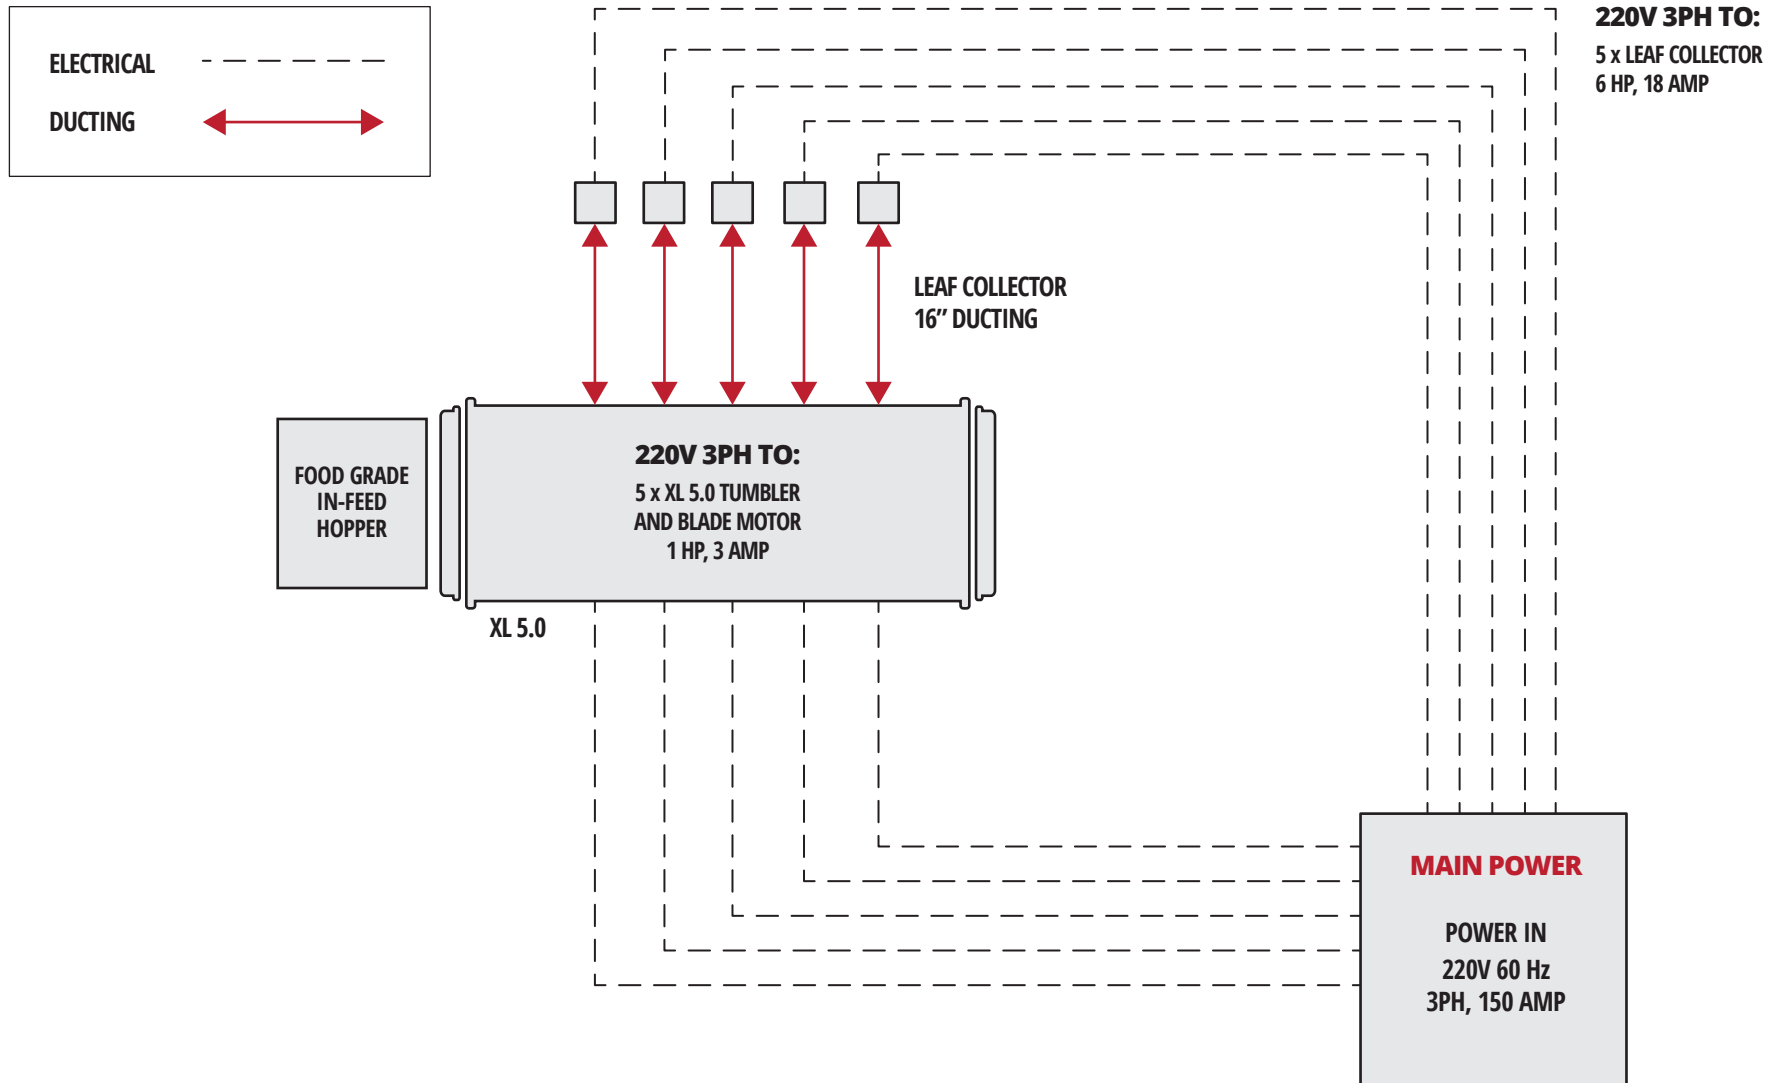 ELECTRICAL
DUCTING
220V 3PH TO:
5 x LEAF COLLECTOR
6 HP, 18 AMP
LEAF COLLECTOR
16” DUCTING
FOOD GRADE
IN-FEED
HOPPER
220V 3PH TO:
5 x XL 5.0 TUMBLER
AND BLADE MOTOR
1 HP, 3 AMP
XL 5.0
MAIN POWER
POWER IN
220V 60 Hz
3PH, 150 AMP